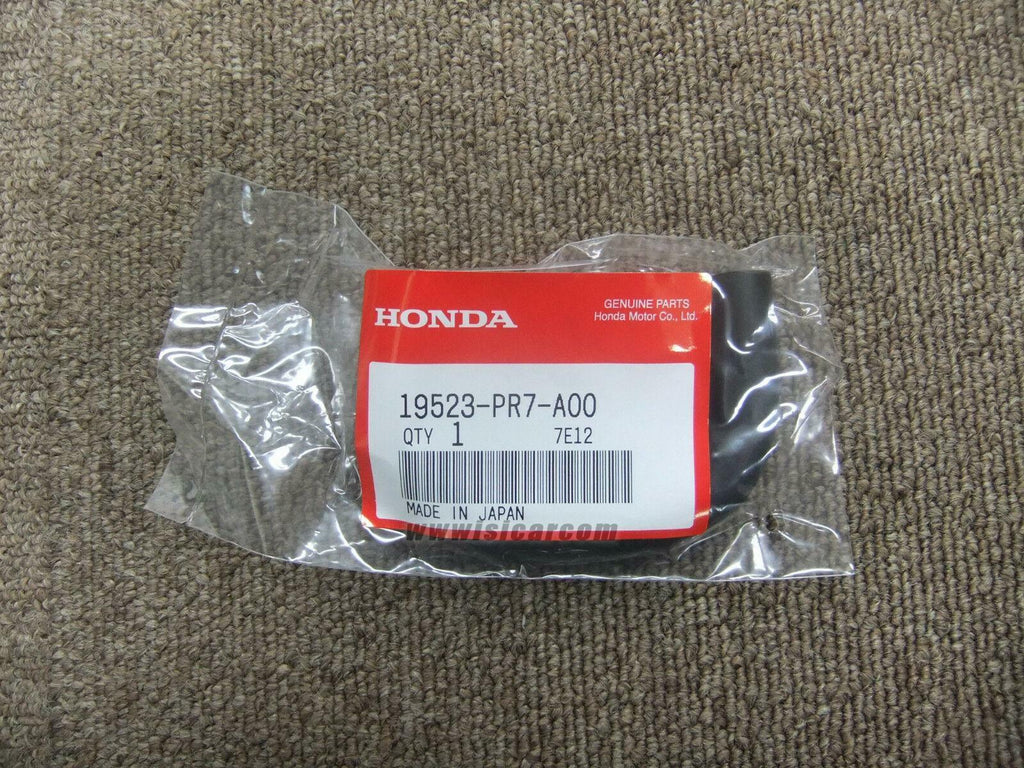 HONDA
GENUINE PARTS
Honda Motor Co., Ltd.
19523-PR7-A00
QTY 1 7E12
MADE IN JAPAN
www.isicar.com